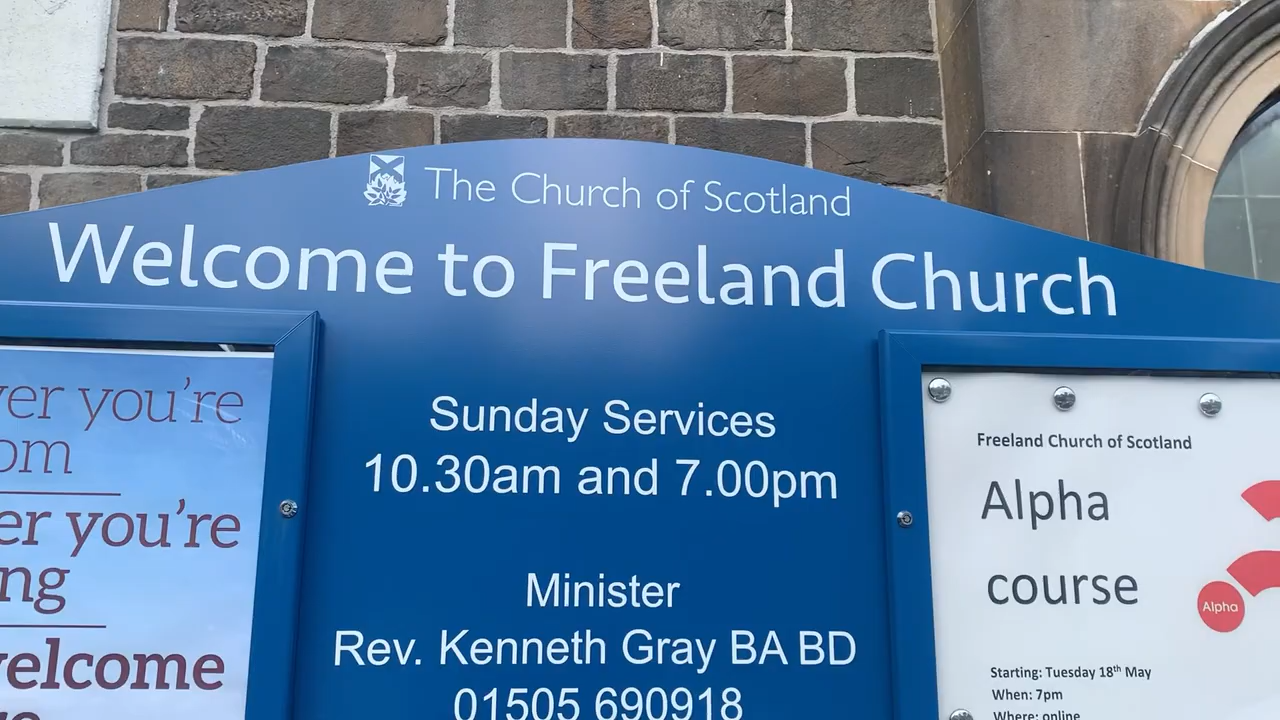 The Church of Scotland
Welcome to Freeland Church
er you're
om
er you're
ng
elcome
Sunday Services
10.30am and 7.00pm
Minister
Rev. Kenneth Gray BA BD
01505 690918
Freeland Church of Scotland
Alpha
course
Alpha
Starting: Tuesday 18th May
When: 7pm
Where: online